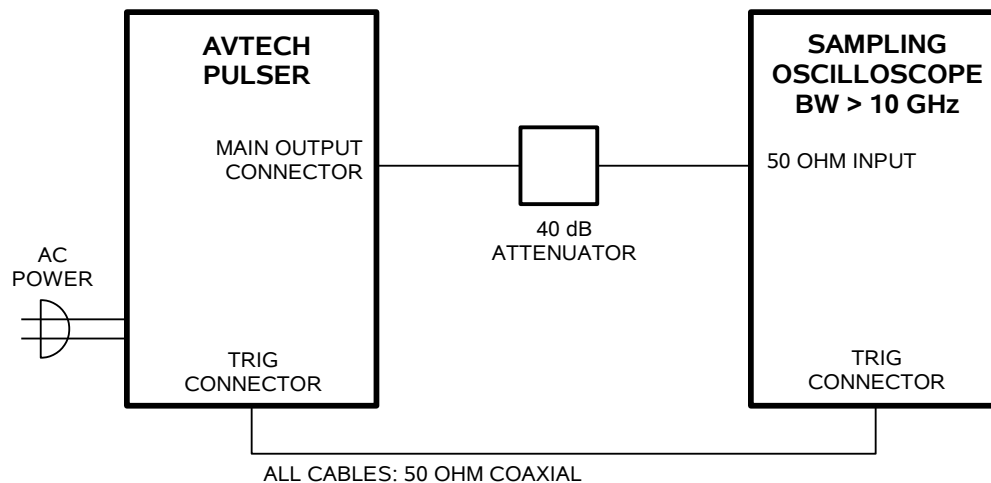 AVTECH
PULSER
MAIN OUTPUT
CONNECTOR
AC
POWER
TRIG
CONNECTOR
40 dB
ATTENUATOR
SAMPLING
OSCILLOSCOPE
BW > 10 GHz
50 OHM INPUT
TRIG
CONNECTOR
ALL CABLES: 50 OHM COAXIAL